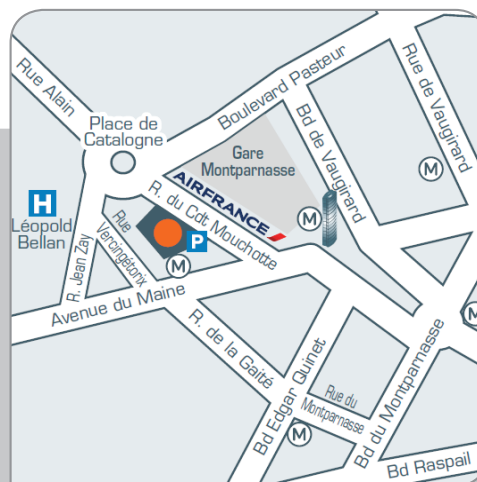 Rue Alain
Boulevard Pasteur
Rue de Vaugirard
Place de
Catalogne
Bd de Vaugirard
Gare
Montparnasse
M
AIRFRANCE
H
Léopold
Bellan
R. du Cdt Mouchotte
M
P
Rue
Vercingétorix
R. Jean Zay
M
Avenue du Maine
M
R. de la Gaité
Bd Edgar Quinet
Rue du
Montparnasse
Bd du Montparnasse
M
Bd Raspail